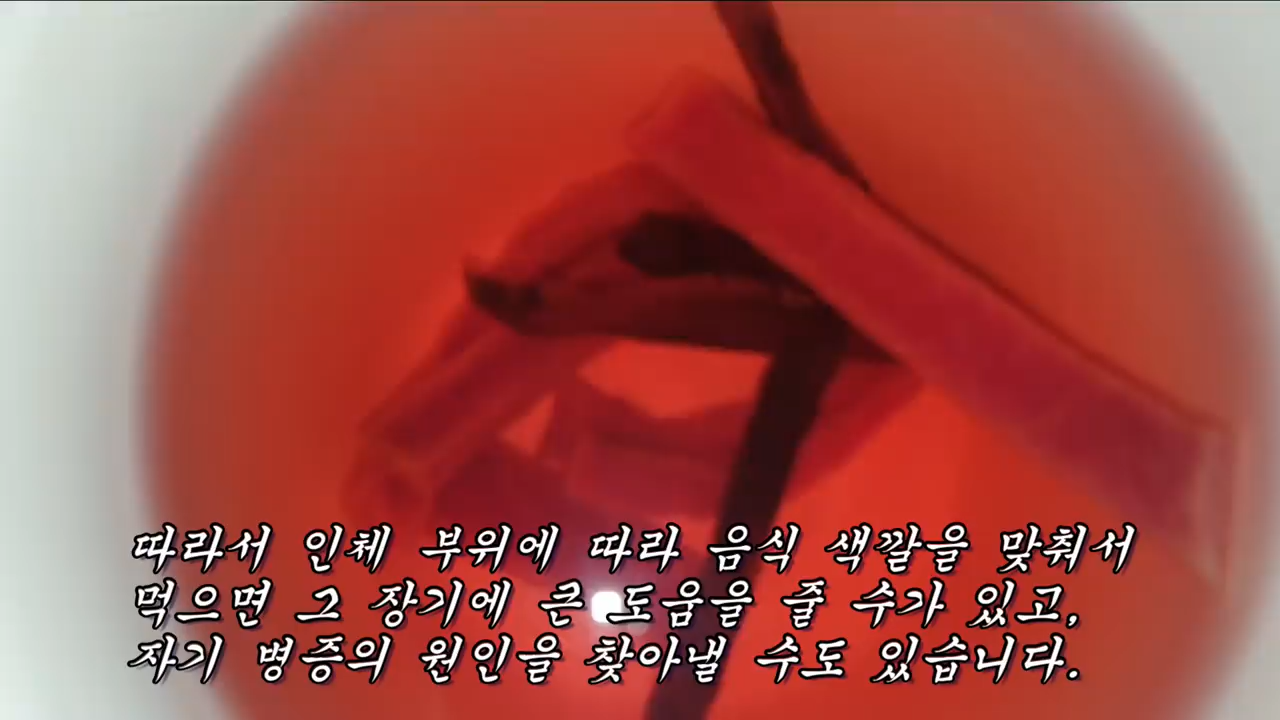 따라서 인체 부위에 따라 음식 색깔을 맞춰서
먹으면 그 장기에 큰 도움을 줄 수가 있고,
자기 병증의 원인을 찾아낼 수도 있습니다.